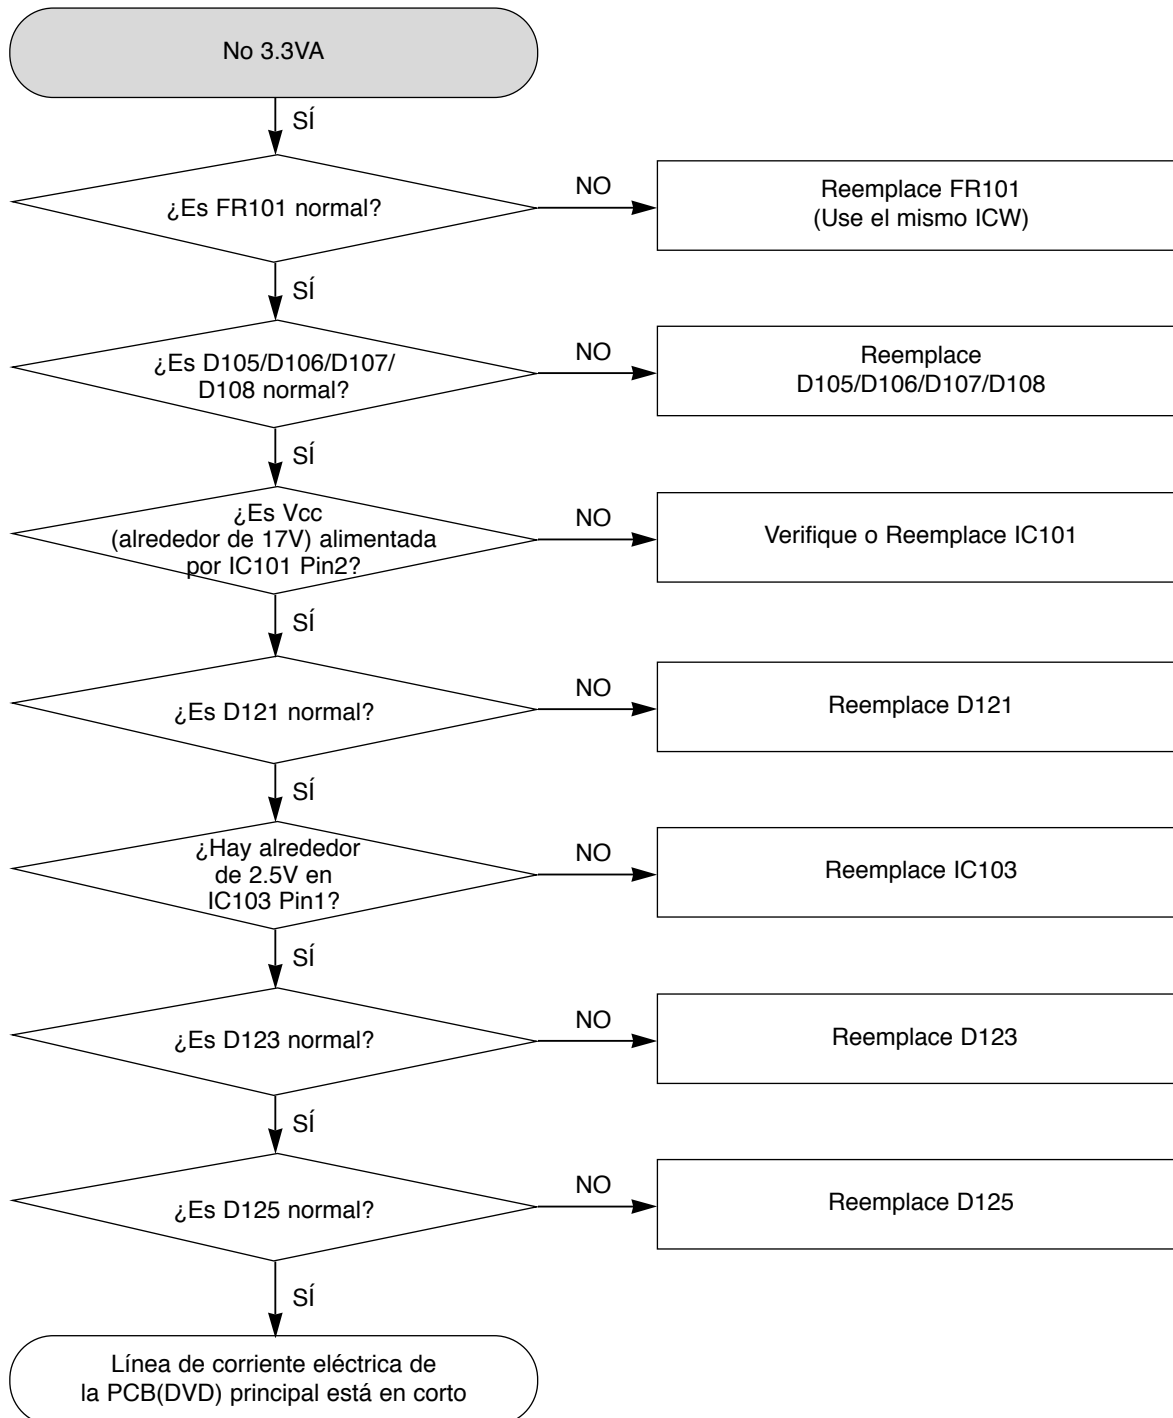 No 3.3VA
SÍ
¿Es FR101 normal?
NO
Reemplace FR101
(Use el mismo ICW)
SÍ
¿Es D105/D106/D107/
D108 normal?
NO
Reemplace
D105/D106/D107/D108
SÍ
¿Es Vcc
(alrededor de 17V) alimentada
por IC101 Pin2?
NO
Verifique o Reemplace IC101
SÍ
¿Es D121 normal?
NO
Reemplace D121
SÍ
¿Hay alrededor
de 2.5V en
IC103 Pin1?
NO
Reemplace IC103
SÍ
¿Es D123 normal?
NO
Reemplace D123
SÍ
¿Es D125 normal?
NO
Reemplace D125
SÍ
Línea de corriente eléctrica de
la PCB(DVD) principal está en corto